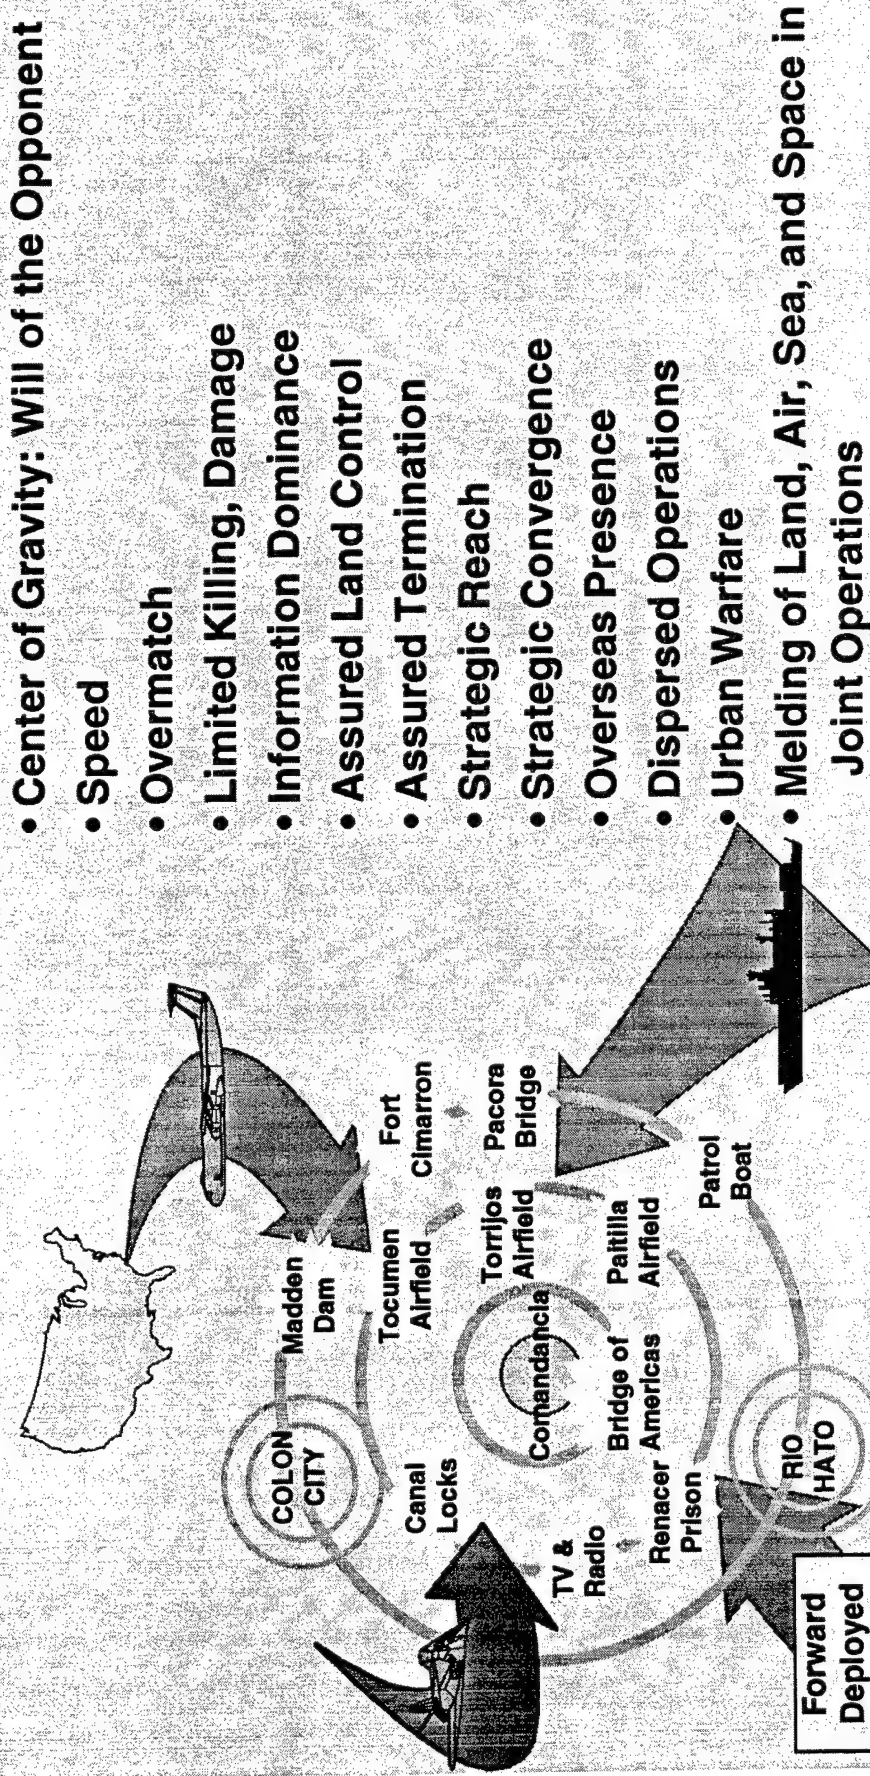 • Center of Gravity: Will of the Opponent
• Speed
• Overmatch
• Limited Killing, Damage
• Information Dominance
• Assured Land Control
• Assured Termination
• Strategic Reach
• Strategic Convergence
• Overseas Presence
• Dispersed Operations
• Urban Warfare
• Melding of Land, Air, Sea, and Space in
Joint Operations
COLON
CITY
Madden
Dam
Fort
Cimarron
Canal
Locks
Tocumen
Airfield
Pacora
Bridge
Torrijos
Airfield
Comandancia
TV &
Radio
Bridge of
Americas
Paitilla
Airfield
Renacer
Prison
Patrol
Boat
RIO
HATO
Forward
Deployed